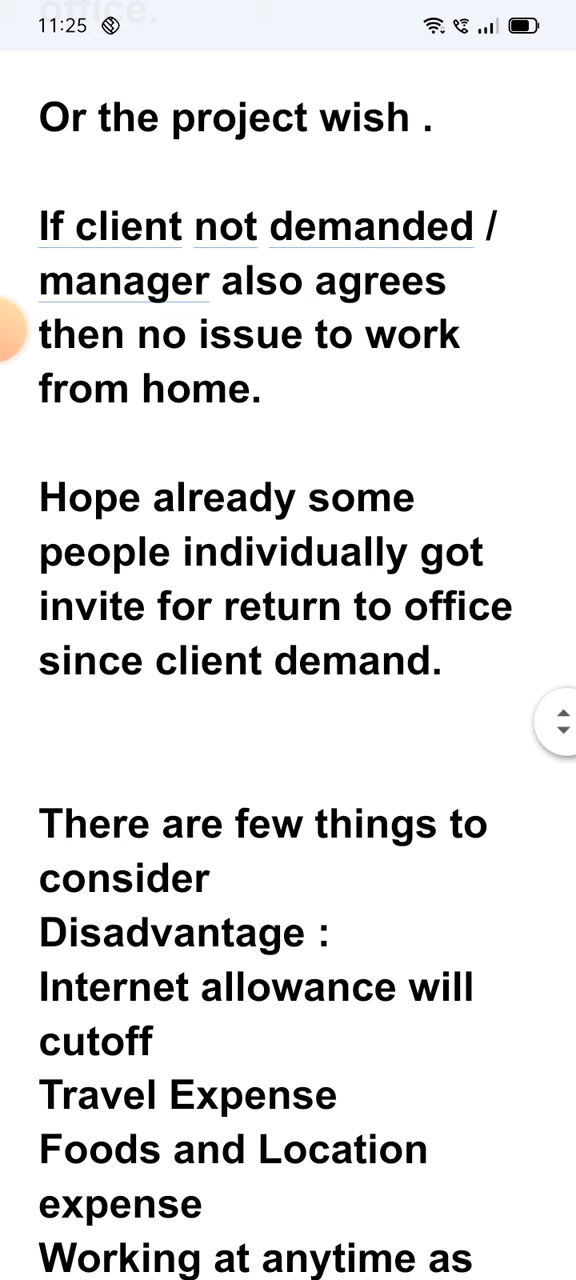 office.
11:25
Or the project wish .
If client not demanded /
manager also agrees
then no issue to work
from home.
Hope already some
people individually got
invite for return to office
since client demand.
There are few things to
consider
Disadvantage :
Internet allowance will
cutoff
Travel Expense
Foods and Location
expense
Working at anytime as